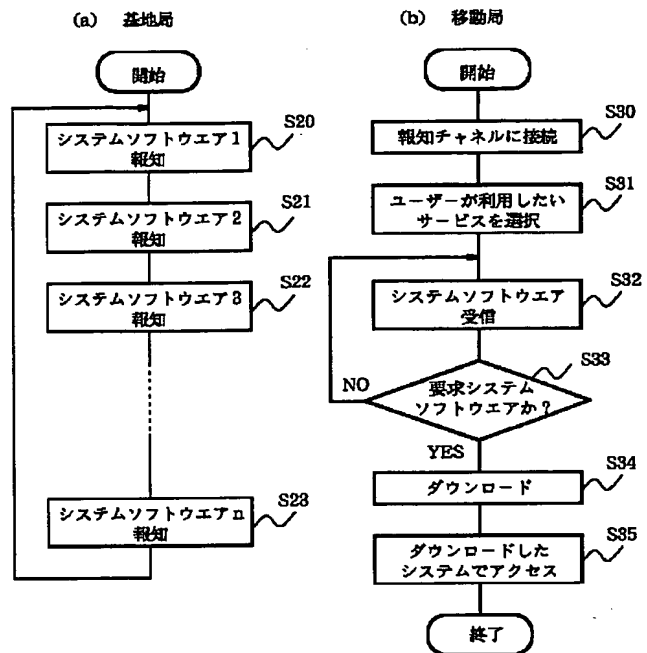 (a) 基地局
開始
システムソフトウエア1
報知
S20
システムソフトウエア2
報知
S21
システムソフトウエア3
報知
S22
システムソフトウエアn
報知
S23
(b) 移動局
開始
報知チャネルに接続
S30
ユーザーが利用したい
サービスを選択
S31
システムソフトウエア
受信
S32
要求システム
ソフトウエアか?
S33
NO
YES
ダウンロード
S34
ダウンロードした
システムでアクセス
S35
終了